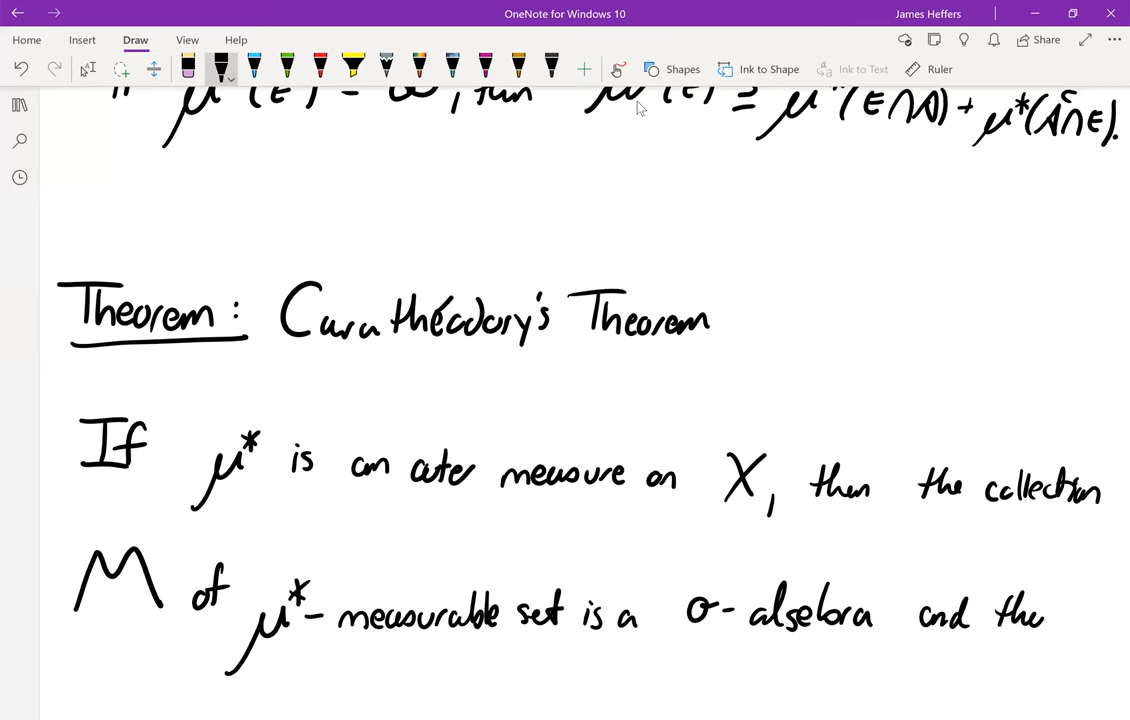 OneNote for Windows 10
James Heffers
Home Insert Draw View Help
Share
Shapes Ink to Shape Ink to Text Ruler
If μ*(E) = ∞, then μ*(E) ≥ μ*(E∩A) + μ*(Aᶜ∩E).
Theorem: Carathéodory's Theorem
If μ* is an outer measure on X, then the collection
M of μ*-measurable set is a σ-algebra and the